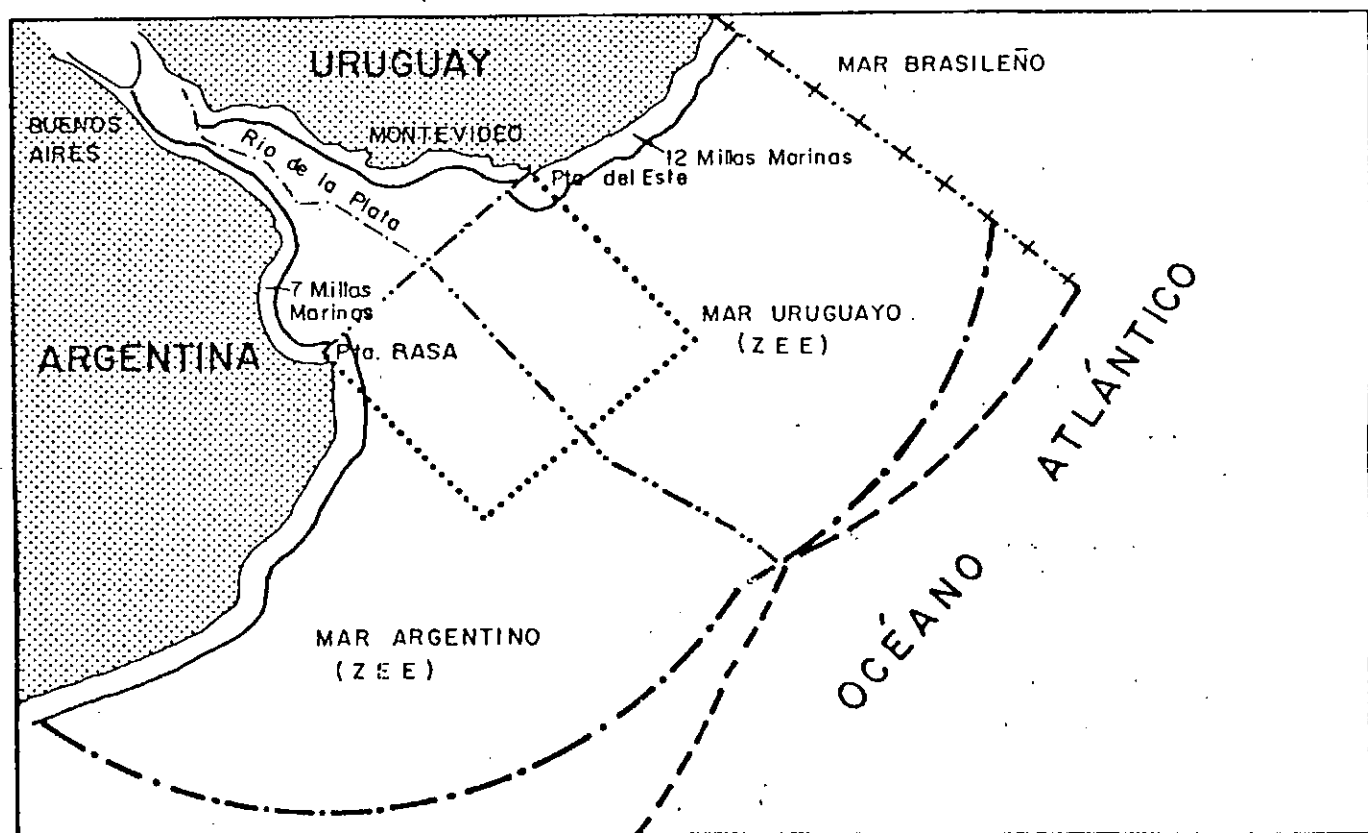 URUGUAY
MAR BRASILEÑO
BUENOS
AIRES
MONTEVIDEO
Rio de la Plata
12 Millas Marinas
Pta del Este
7 Millas
Marinas
MAR URUGUAYO
(ZEE)
ARGENTINA
Pta. RASA
OCÉANO ATLÁNTICO
MAR ARGENTINO
(ZEE)